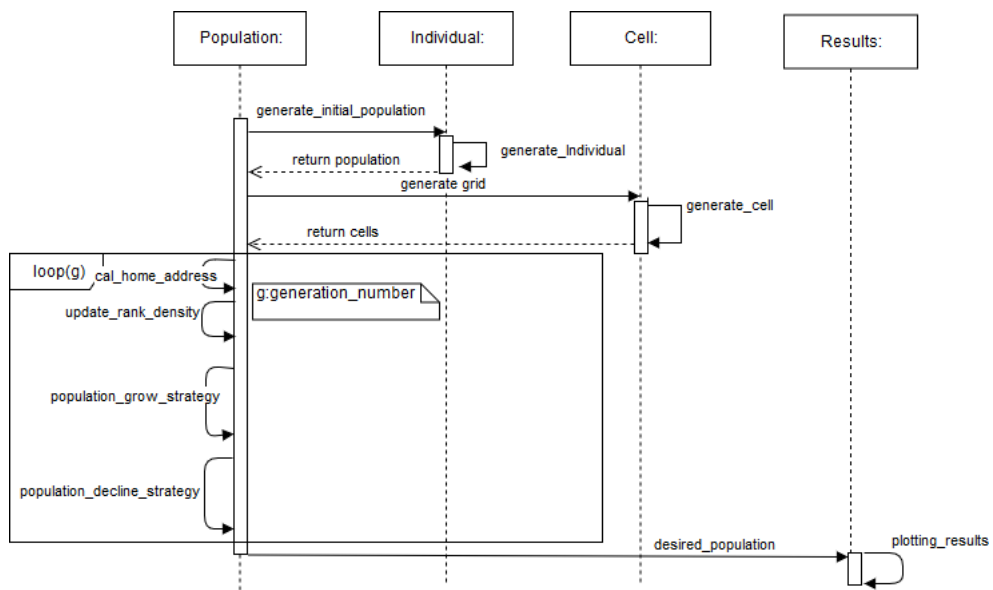 Population:
Individual:
Cell:
Results:
generate_initial_population
generate_Individual
return population
generate grid
generate_cell
return cells
loop(g)
cal_home_address
g:generation_number
update_rank_density
population_grow_strategy
population_decline_strategy
desired_population
plotting_results